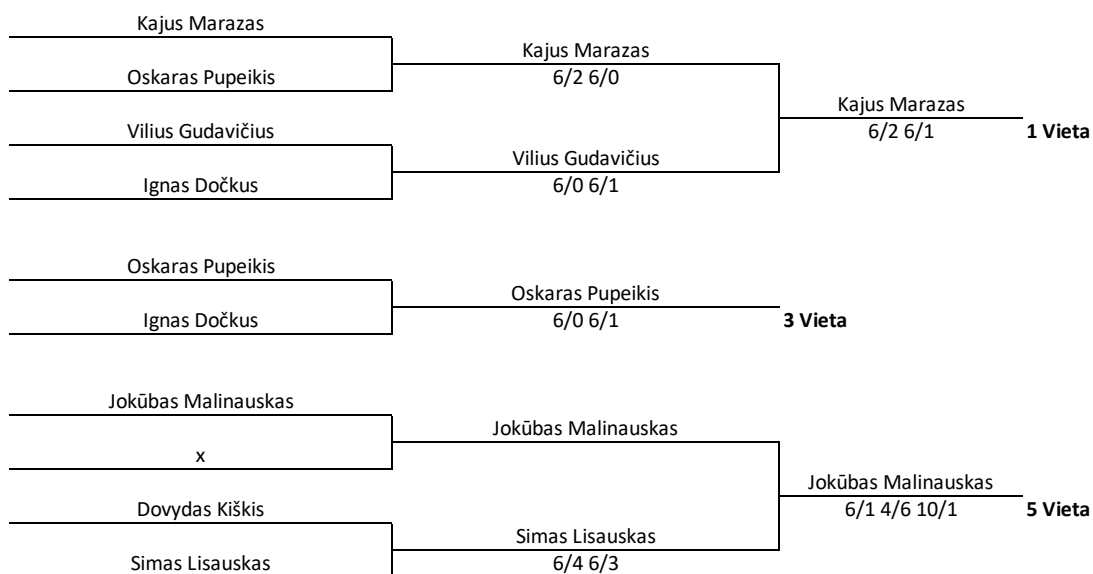 Kajus Marazas
Kajus Marazas
Oskaras Pupeikis
6/2 6/0
Kajus Marazas
Vilius Gudavičius
6/2 6/1
1 Vieta
Vilius Gudavičius
Ignas Dočkus
6/0 6/1
Oskaras Pupeikis
Oskaras Pupeikis
Ignas Dočkus
6/0 6/1
3 Vieta
Jokūbas Malinauskas
Jokūbas Malinauskas
x
Jokūbas Malinauskas
Dovydas Kiškis
6/1 4/6 10/1
5 Vieta
Simas Lisauskas
Simas Lisauskas
6/4 6/3